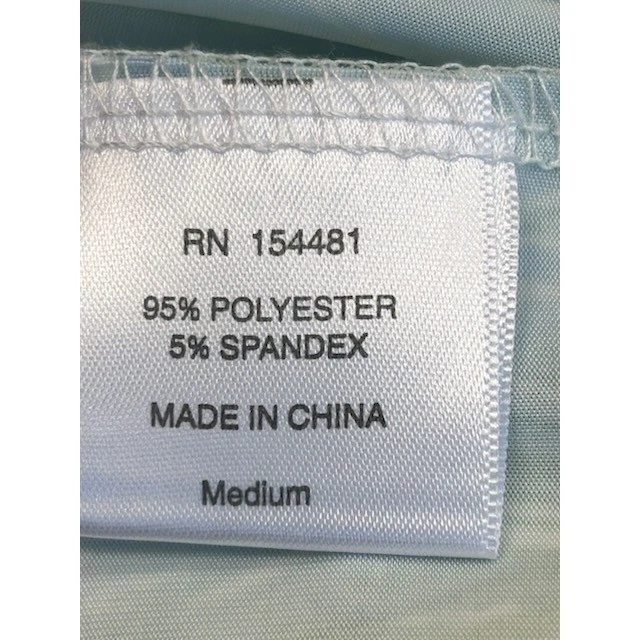 RN 154481
95% POLYESTER
5% SPANDEX
MADE IN CHINA
Medium